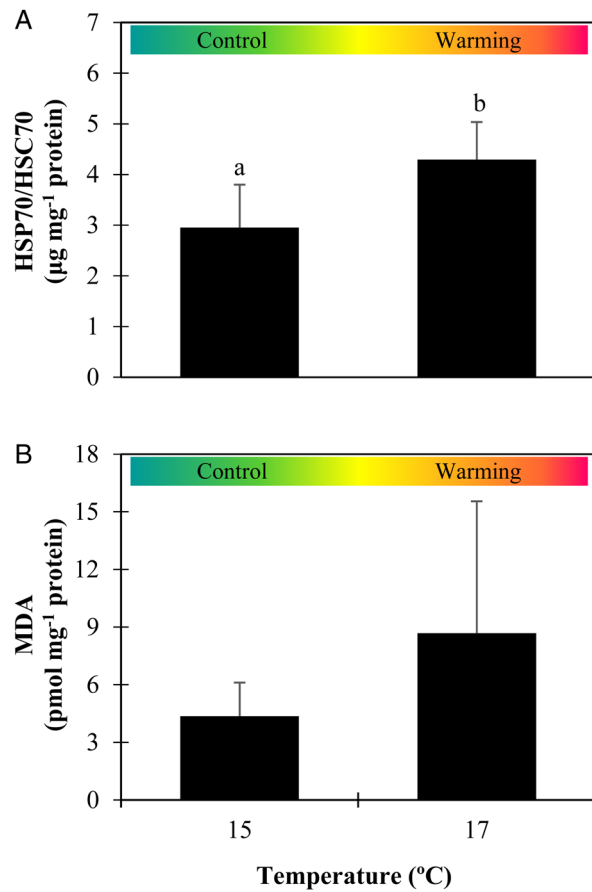 A
HSP70/HSC70
(µg mg⁻¹ protein)
7
6
5
4
3
2
1
0
Control Warming
a
b
B
MDA
(pmol mg⁻¹ protein)
18
15
12
9
6
3
0
Control Warming
15 17
Temperature (ºC)